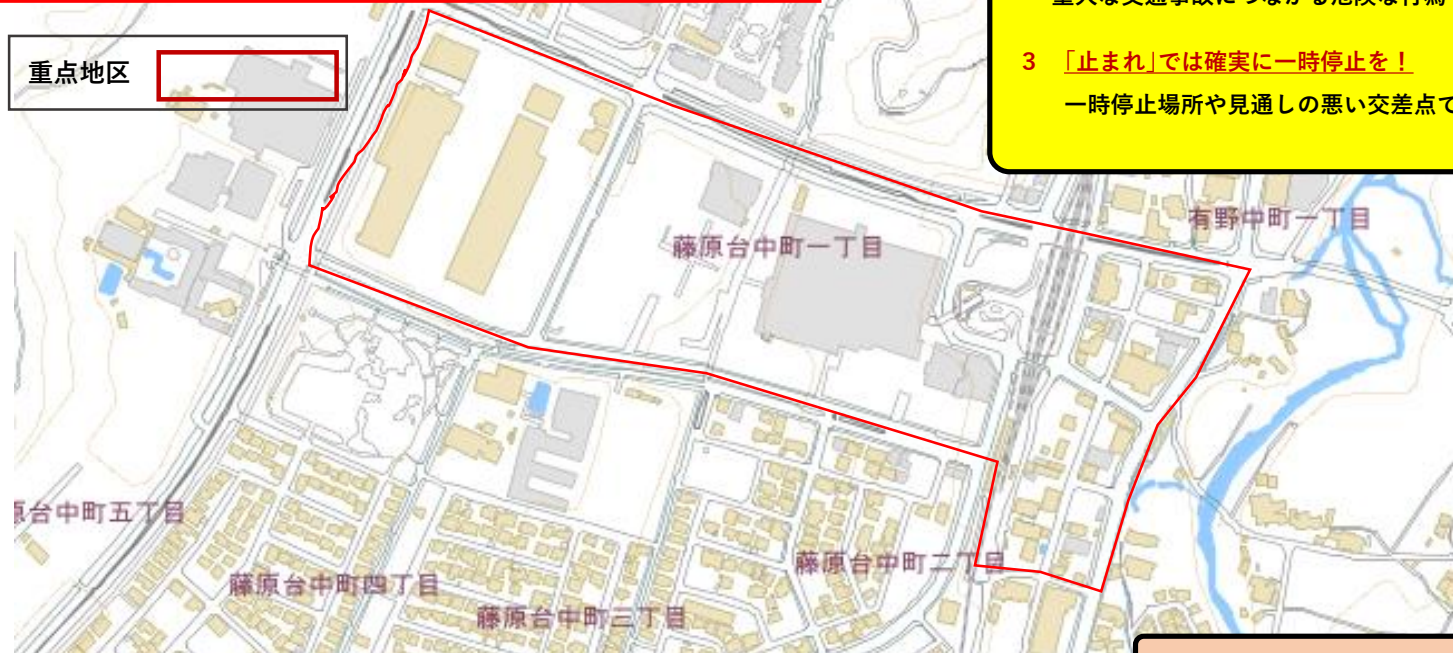 重点地区
3 「止まれ」では確実に一時停止を！
一時停止場所や見通しの悪い交差点で
有野中町一丁目
藤原台中町一丁目
原台中町五丁目
藤原台中町二丁目
藤原台中町四丁目
藤原台中町三丁目